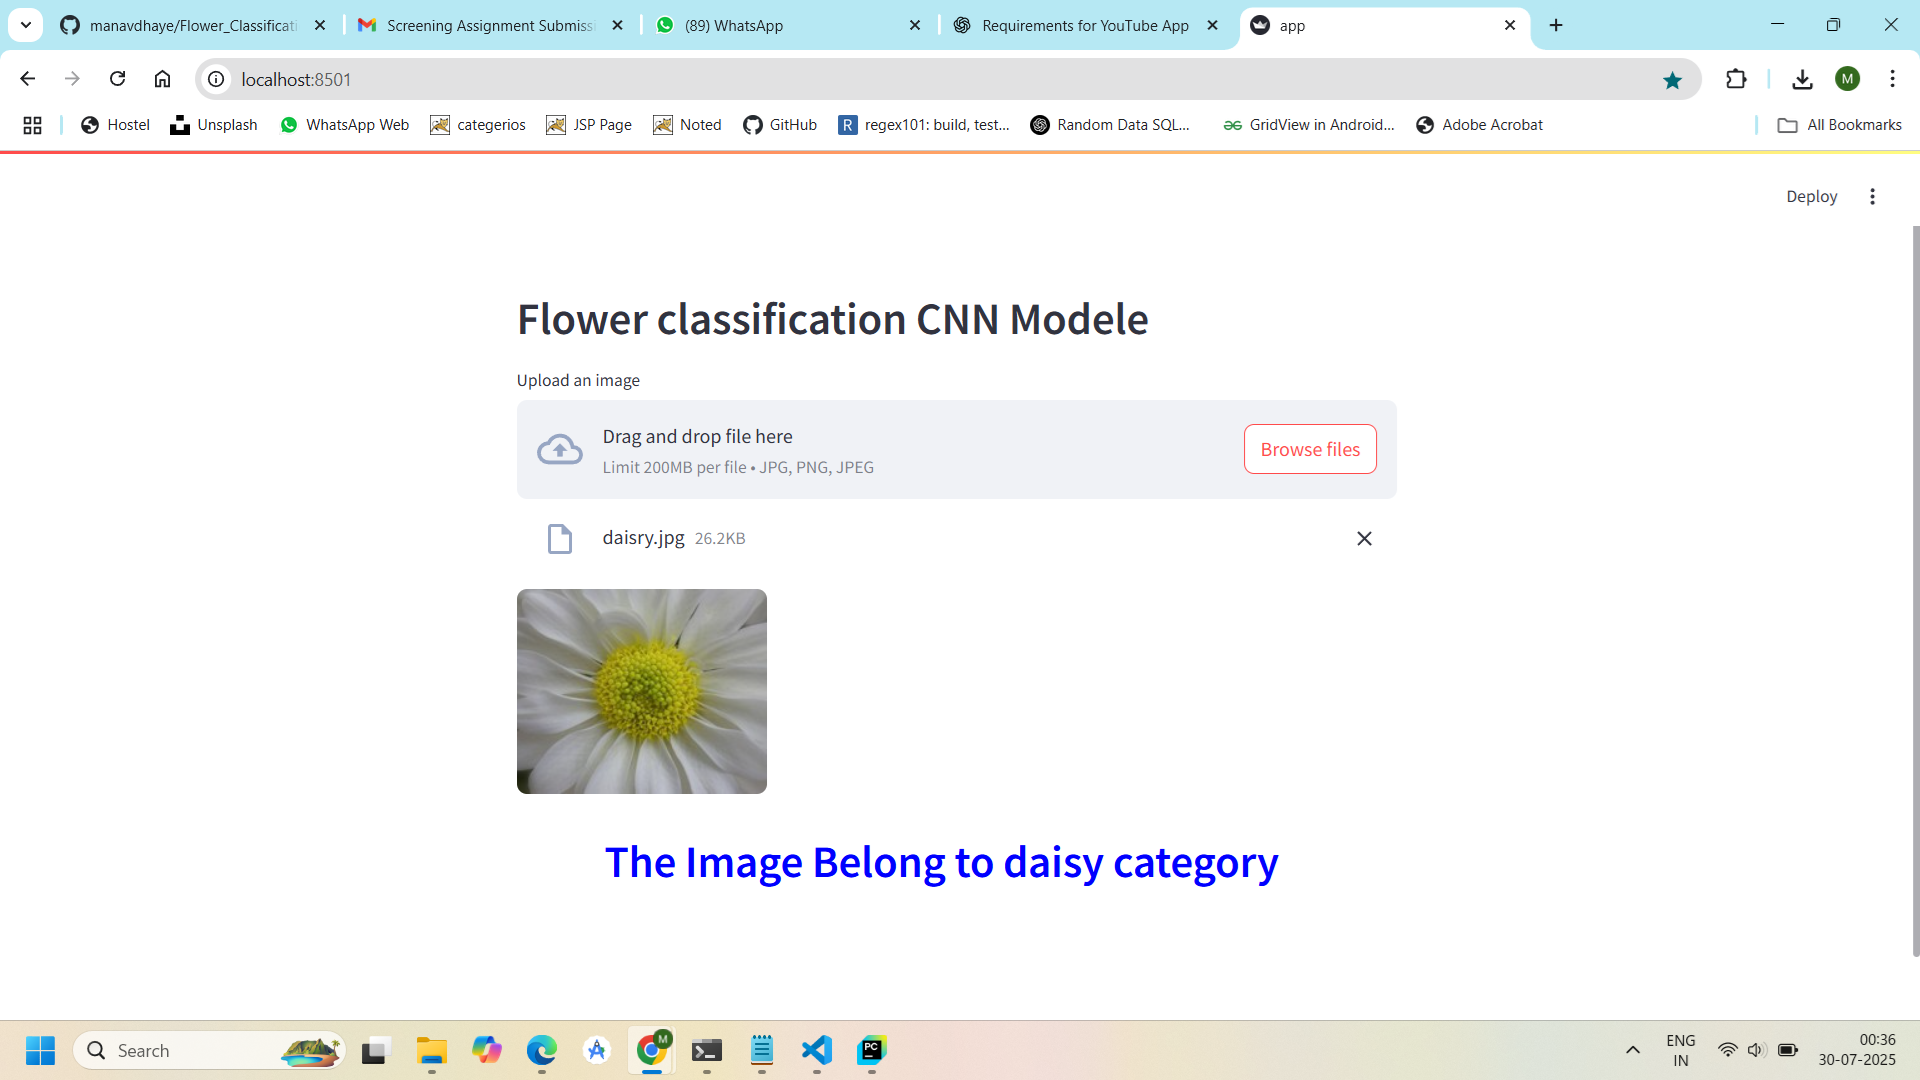 manavdhaye/Flower_Classificati
Screening Assignment Submissi
(89) WhatsApp
Requirements for YouTube App
app
localhost:8501
M
Hostel
Unsplash
WhatsApp Web
categerios
JSP Page
Noted
GitHub
R
regex101: build, test...
Random Data SQL...
GridView in Android...
Adobe Acrobat
All Bookmarks
Deploy
Flower classification CNN Modele
Upload an image
Drag and drop file here
Limit 200MB per file • JPG, PNG, JPEG
Browse files
daisry.jpg 26.2KB
The Image Belong to daisy category
Search
M
PC
ENG
IN
00:36
30-07-2025